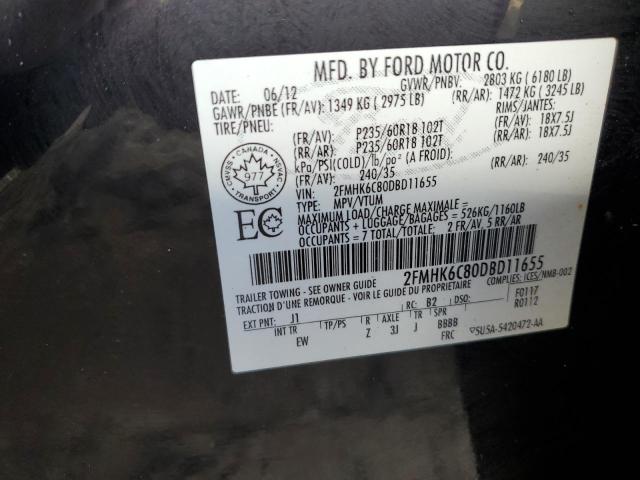 MFD. BY FORD MOTOR CO.
DATE: 06/12 GVWR/PNBV: 2803 KG ( 6180 LB)
GAWR/PNBE (FR/AV): 1349 KG ( 2975 LB) (RR/AR): 1472 KG ( 3245 LB)
TIRE/PNEU: RIMS/JANTES:
(FR/AV): P235/60R18 102T (FR/AV): 18X7.5J
(RR/AR): P235/60R18 102T (RR/AR): 18X7.5J
kPa/PSI(COLD)/lb/po² (A FROID):
(FR/AV): 240/35 (RR/AR): 240/35
VIN: 2FMHK6C80DBD11655
TYPE: MPV/VTUM
MAXIMUM LOAD/CHARGE MAXIMALE =
OCCUPANTS + LUGGAGE/BAGAGES = 526KG/1160LB
OCCUPANTS = 7 TOTAL/TOTALE: 2 FR/AV, 5 RR/AR
CMVSS · CANADA · NSVAC
977
TRANSPORT
EC
2FMHK6C80DBD11655
TRAILER TOWING - SEE OWNER GUIDE COMPLIES: ICES/NMB-002
TRACTION D'UNE REMORQUE - VOIR LE GUIDE DU PROPRIETAIRE
EXT PNT: J1 RC: B2 DSO: F0117
R0112
INT TR TP/PS R AXLE TR SPR
EW Z 3J J BBBB
FRC 5U5A-5420472-AA